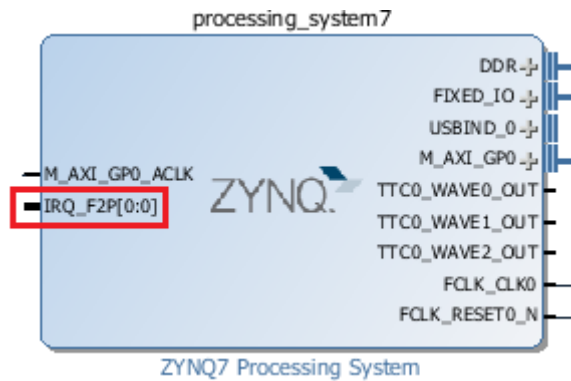 processing_system7
DDR
FIXED_IO
USBIND_0
M_AXI_GP0
M_AXI_GP0_ACLK
IRQ_F2P[0:0]
ZYNQ.
TTC0_WAVE0_OUT
TTC0_WAVE1_OUT
TTC0_WAVE2_OUT
FCLK_CLK0
FCLK_RESET0_N
ZYNQ7 Processing System